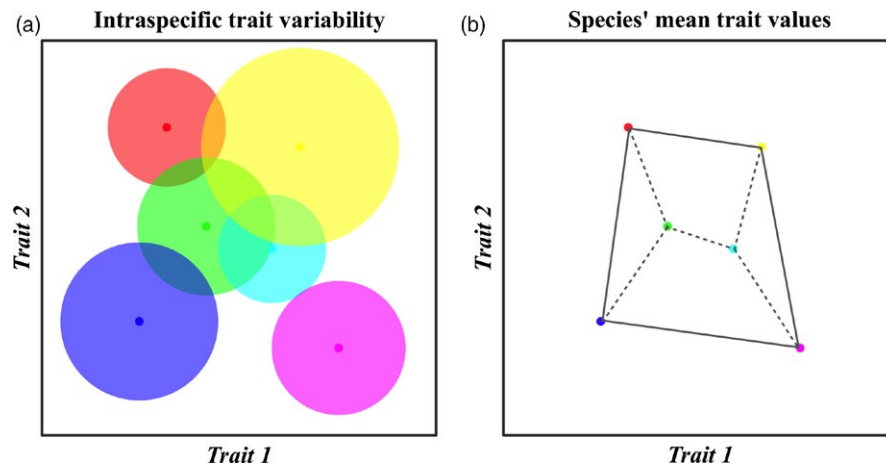 (a) Intraspecific trait variability
Trait 2
Trait 1
(b) Species' mean trait values
Trait 2
Trait 1